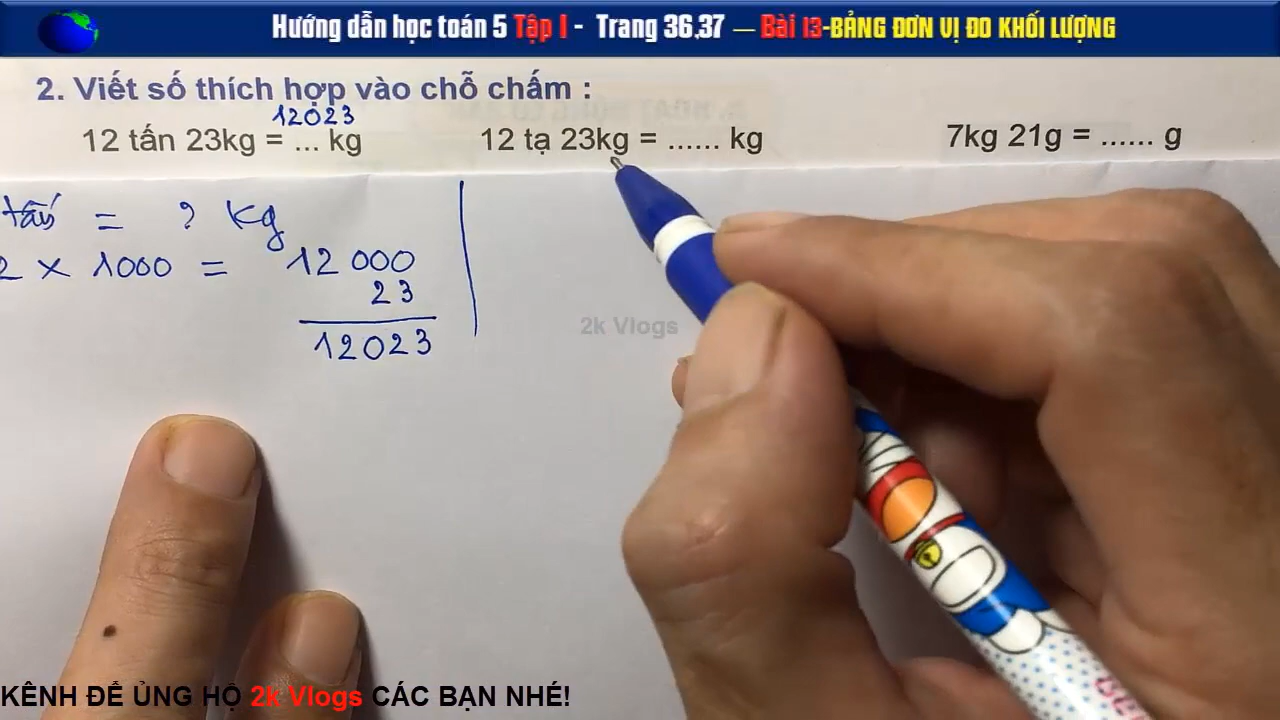 Hướng dẫn học toán 5 Tập I - Trang 36,37 — Bài 13-BẢNG ĐƠN VỊ ĐO KHỐI LƯỢNG
2. Viết số thích hợp vào chỗ chấm :
12023
12 tấn 23kg = ... kg 12 tạ 23kg = ...... kg 7kg 21g = ...... g
tấn = ? kg
2 × 1000 = 12 000
23
12023
2k Vlogs
KÊNH ĐỂ ỦNG HỘ 2k Vlogs CÁC BẠN NHÉ!